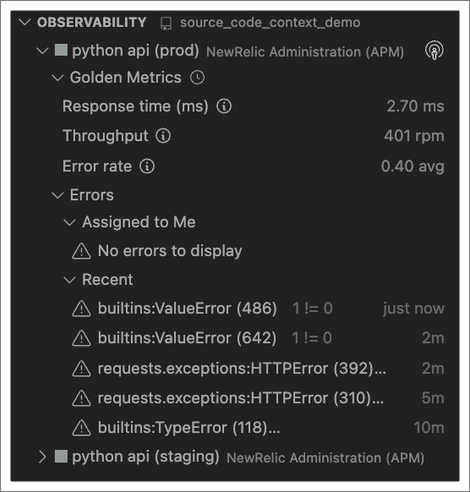 OBSERVABILITY source_code_context_demo
python api (prod) NewRelic Administration (APM)
Golden Metrics
Response time (ms) 2.70 ms
Throughput 401 rpm
Error rate 0.40 avg
Errors
Assigned to Me
No errors to display
Recent
builtins:ValueError (486) 1 != 0 just now
builtins:ValueError (642) 1 != 0 2m
requests.exceptions:HTTPError (392)... 2m
requests.exceptions:HTTPError (310)... 5m
builtins:TypeError (118)... 10m
python api (staging) NewRelic Administration (APM)